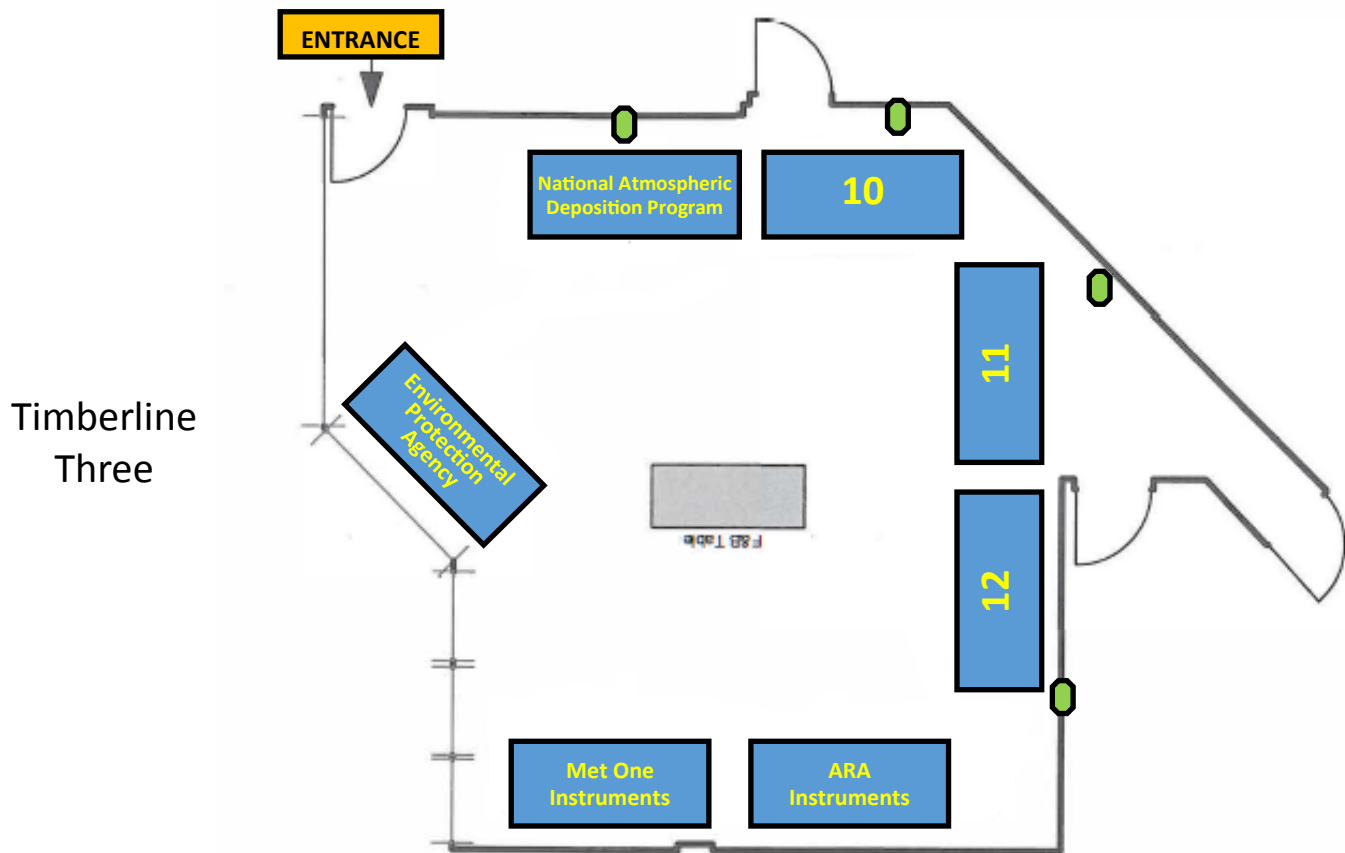 ENTRANCE
National Atmospheric
Deposition Program
10
11
Environmental
Protection
Agency
Timberline
Three
F&B Table
12
Met One
Instruments
ARA
Instruments